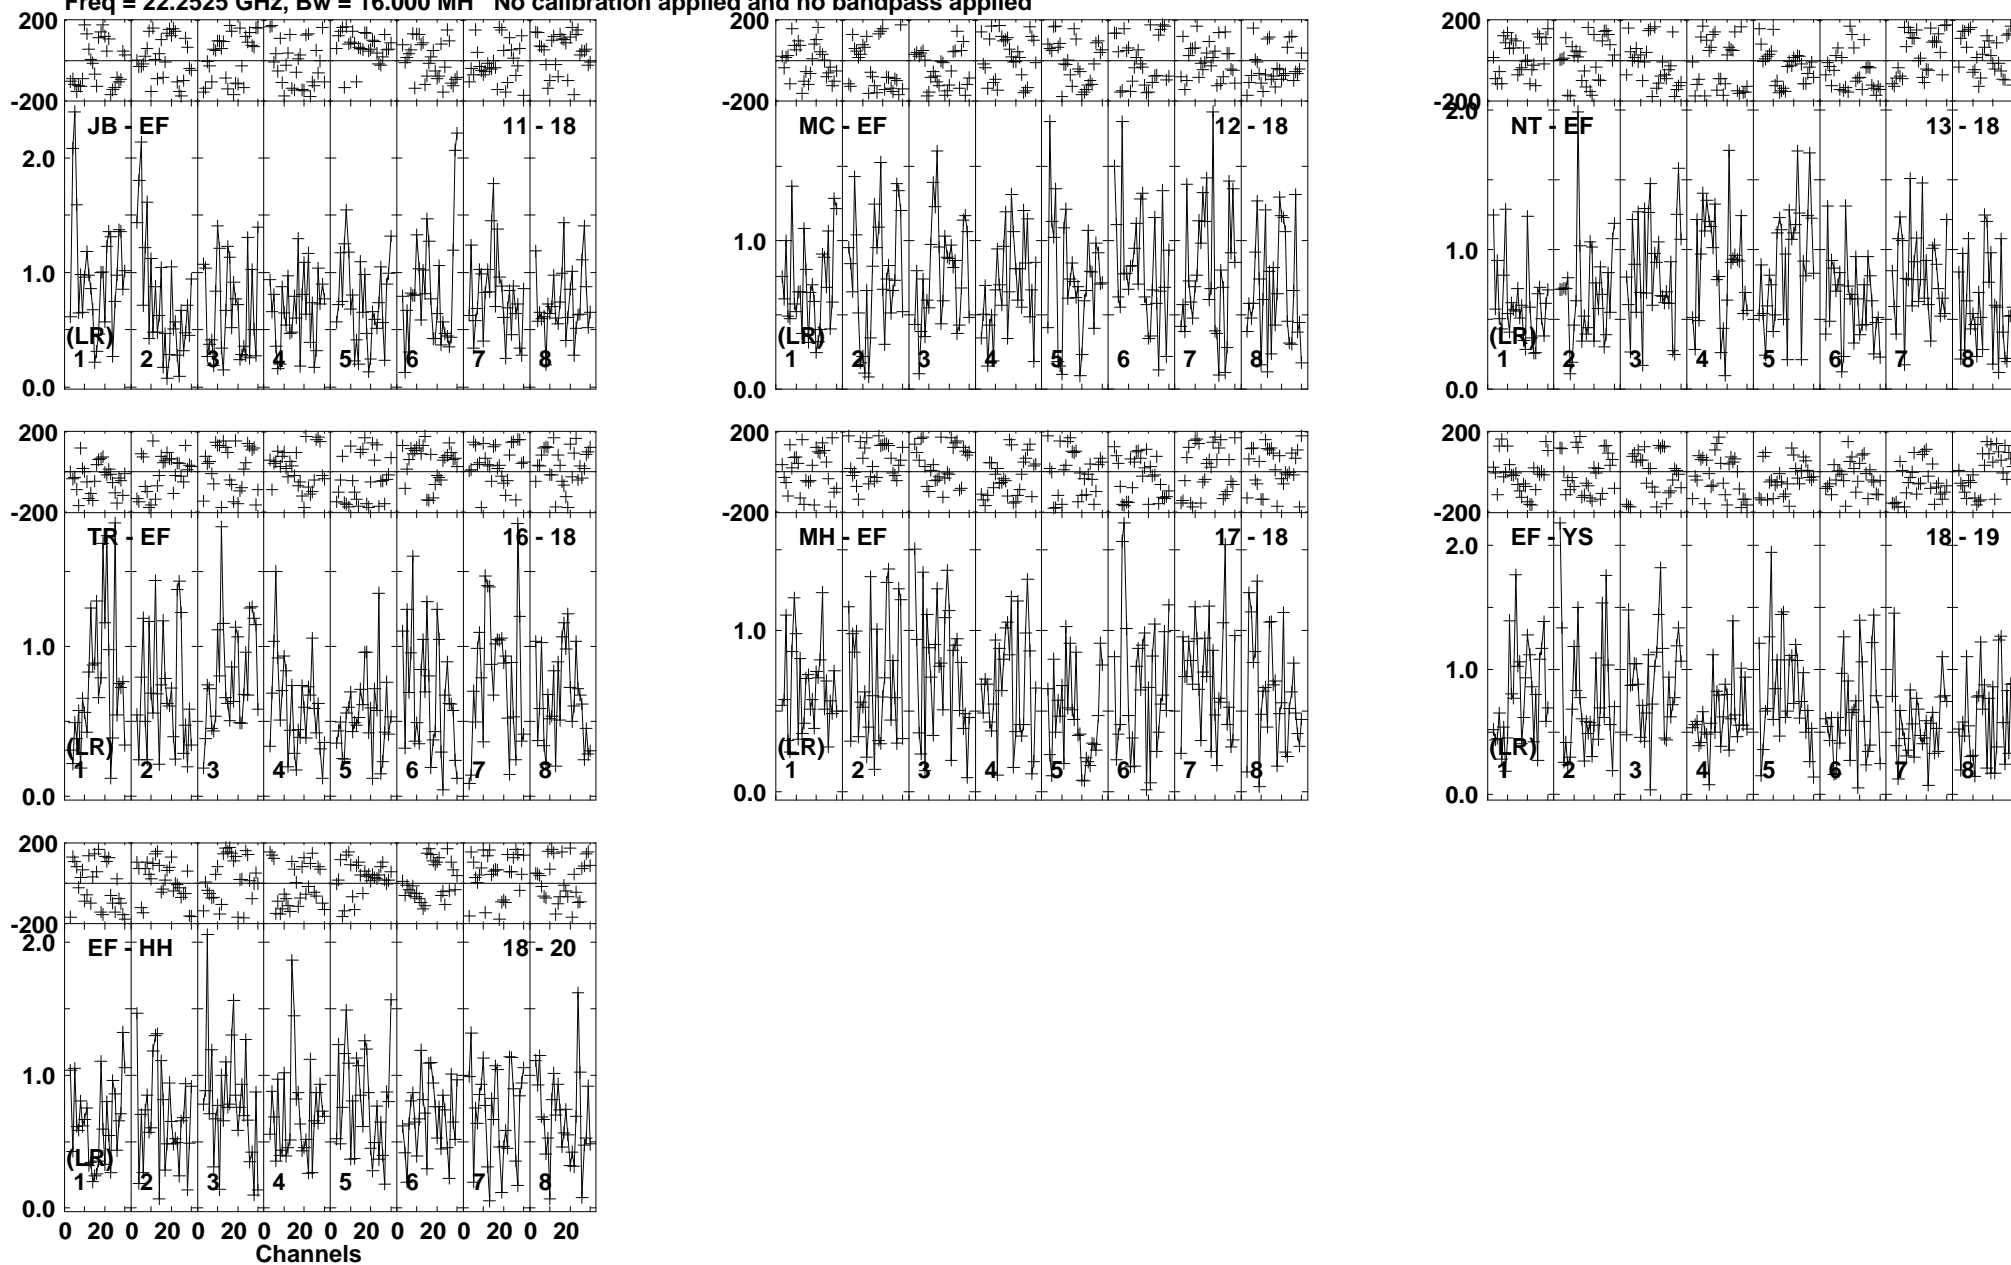 Freq = 22.2525 GHz, Bw = 16.000 MH No calibration applied and no bandpass applied
200 200 200
-200 -200 -200
JB - EF 11 - 18 MC - EF 12 - 18 NT - EF 13 - 18
2.0 2.0
1.0 1.0 1.0
(LR) (LR) (LR)
1 2 3 4 5 6 7 8 1 2 3 4 5 6 7 8 1 2 3 4 5 6 7 8
0.0 0.0 0.0
200 200 200
-200 -200 -200
TR - EF 16 - 18 MH - EF 17 - 18 EF - YS 18 - 19
2.0
1.0 1.0 1.0
(LR) (LR) (LR)
1 2 3 4 5 6 7 8 1 2 3 4 5 6 7 8 1 2 3 4 5 6 7 8
0.0 0.0 0.0
200
-200
EF - HH 18 - 20
2.0
1.0
(LR)
1 2 3 4 5 6 7 8
0.0
0 20 0 20 0 20 0 20 0 20 0 20 0 20 0 20
Channels